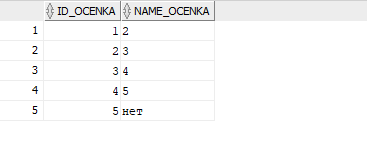 ID_OCENKA NAME_OCENKA
1 1 2
2 2 3
3 3 4
4 4 5
5 5 нет